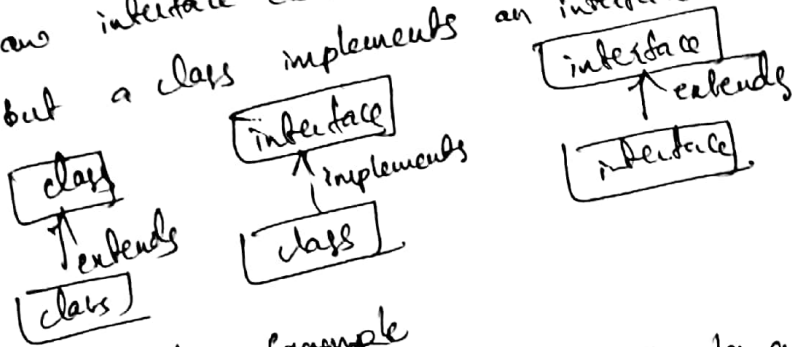 an interface
but a class implements an interface
interface
interface
extends
class
implements
interface
extends
class
class
Example